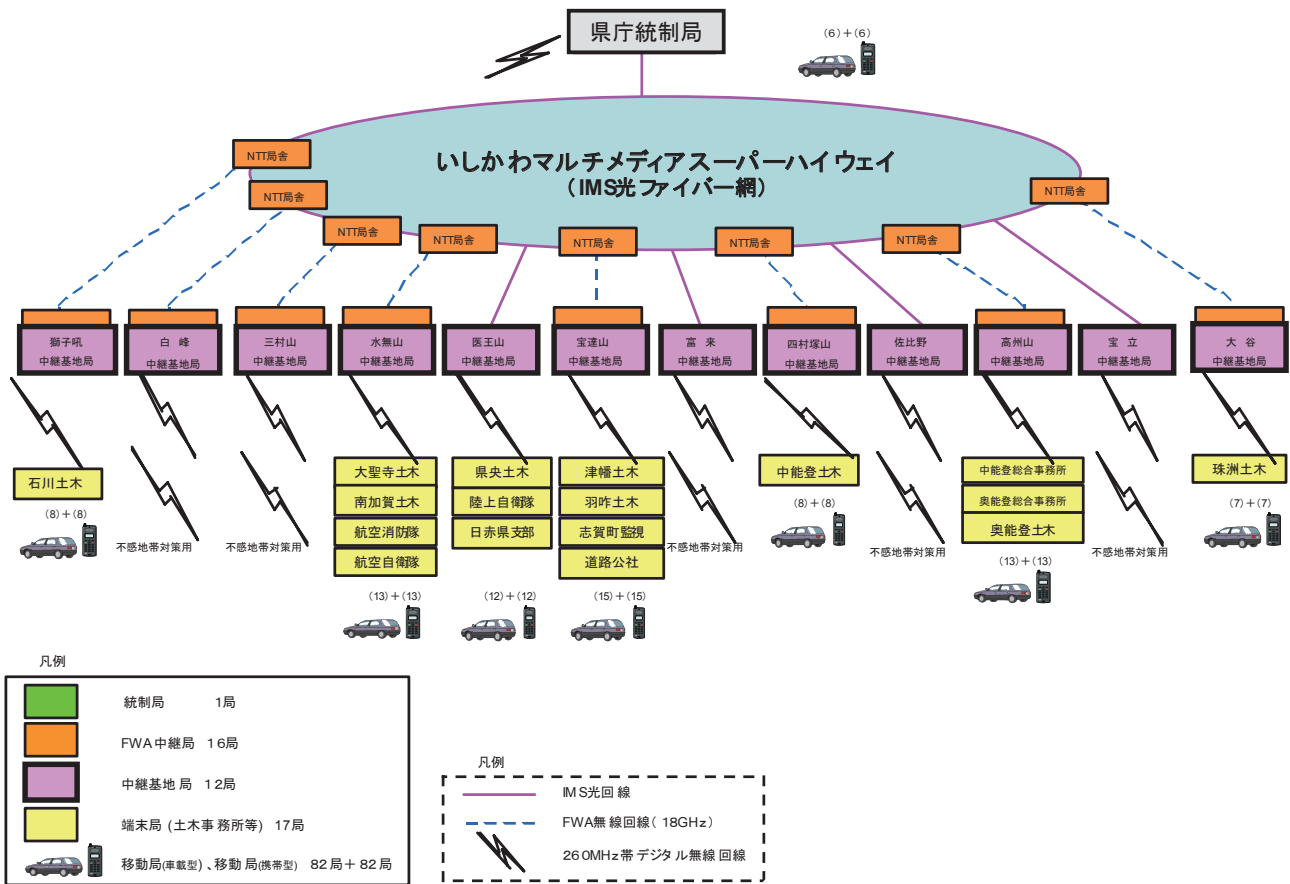 県庁統制局
(6)+(6)
いしかわマルチメディアスーパーハイウェイ
(IMS光ファイバー網)
NTT局舎
NTT局舎
NTT局舎
NTT局舎
NTT局舎
NTT局舎
NTT局舎
NTT局舎
獅子吼
中継基地局
白峰
中継基地局
三村山
中継基地局
水無山
中継基地局
医王山
中継基地局
宝達山
中継基地局
富来
中継基地局
四村塚山
中継基地局
佐比野
中継基地局
高州山
中継基地局
宝立
中継基地局
大谷
中継基地局
石川土木
(8)+(8)
不感地帯対策用
不感地帯対策用
大聖寺土木
南加賀土木
航空消防隊
航空自衛隊
(13)+(13)
県央土木
陸上自衛隊
日赤県支部
(12)+(12)
津幡土木
羽咋土木
志賀町監視
道路公社
(15)+(15)
不感地帯対策用
中能登土木
(8)+(8)
不感地帯対策用
中能登総合事務所
奥能登総合事務所
奥能登土木
(13)+(13)
不感地帯対策用
珠洲土木
(7)+(7)
凡例
統制局 1局
FWA中継局 16局
中継基地局 12局
端末局(土木事務所等) 17局
移動局(車載型)、移動局(携帯型) 82局+82局
凡例
IMS光回線
FWA無線回線(18GHz)
260MHz帯デジタル無線回線